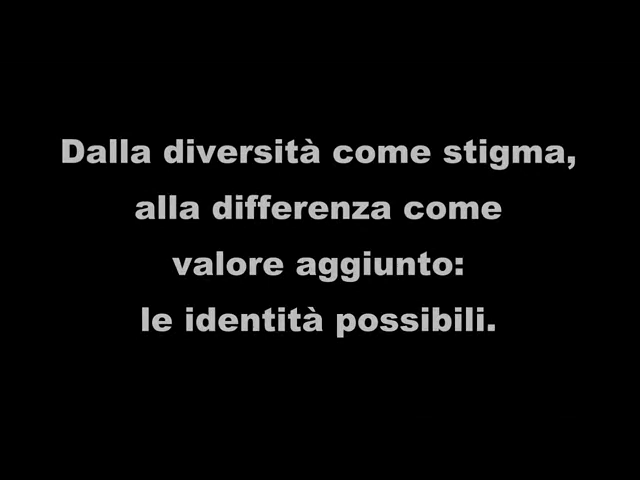 Dalla diversità come stigma,
alla differenza come
valore aggiunto:
le identità possibili.